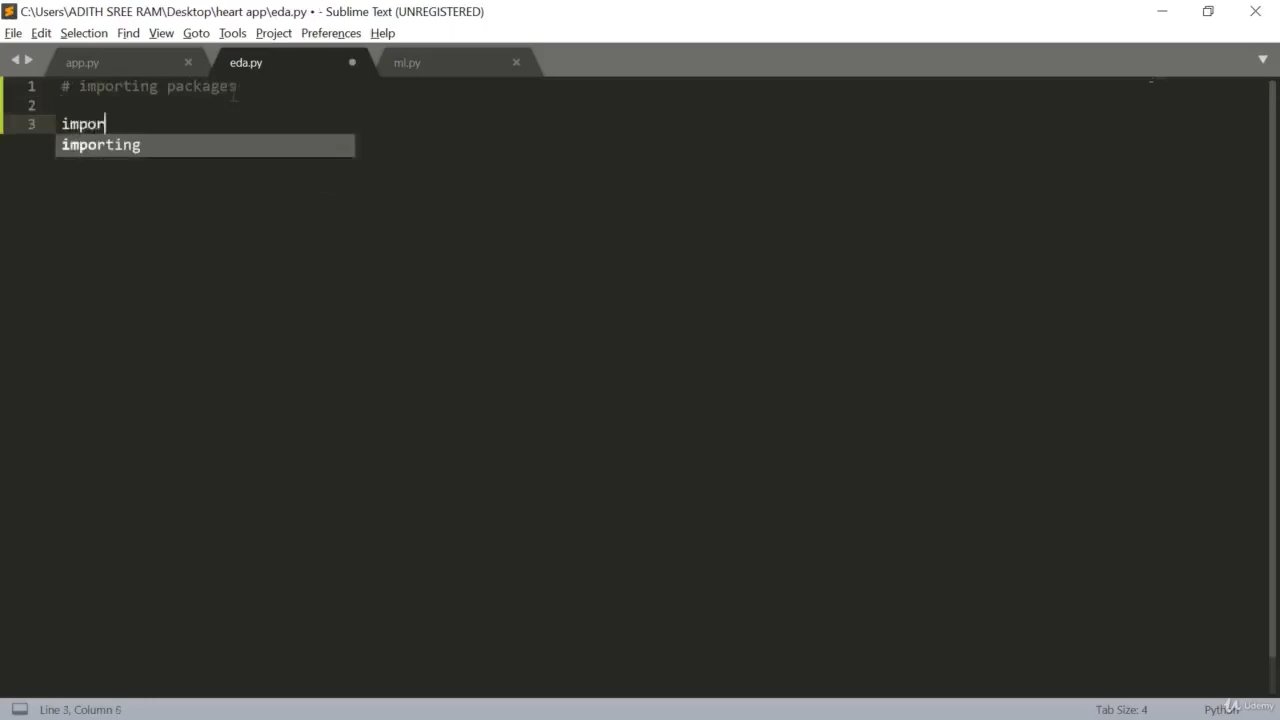 C:\Users\ADITH SREE RAM\Desktop\heart app\eda.py • - Sublime Text (UNREGISTERED)
File Edit Selection Find View Goto Tools Project Preferences Help
app.py × eda.py ml.py ×
1 # importing packages
2
3 impor
importing
Line 3, Column 6 Tab Size: 4 Python
Udemy